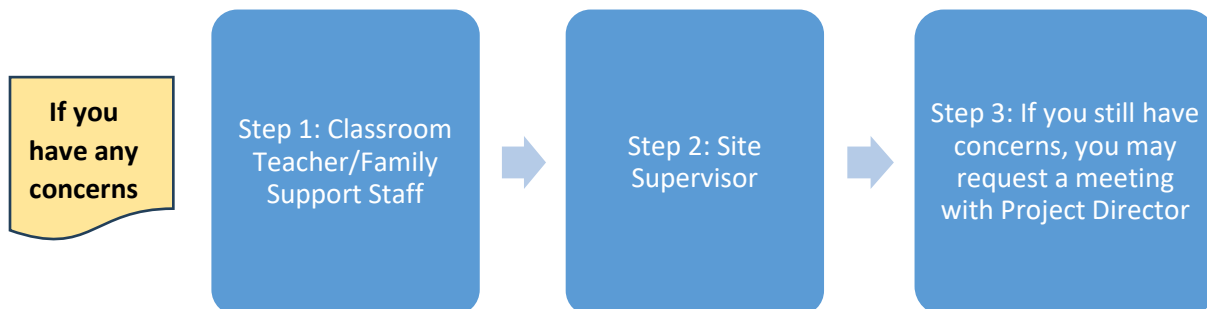 If you
have any
concerns
Step 1: Classroom
Teacher/Family
Support Staff
Step 2: Site
Supervisor
Step 3: If you still have
concerns, you may
request a meeting
with Project Director